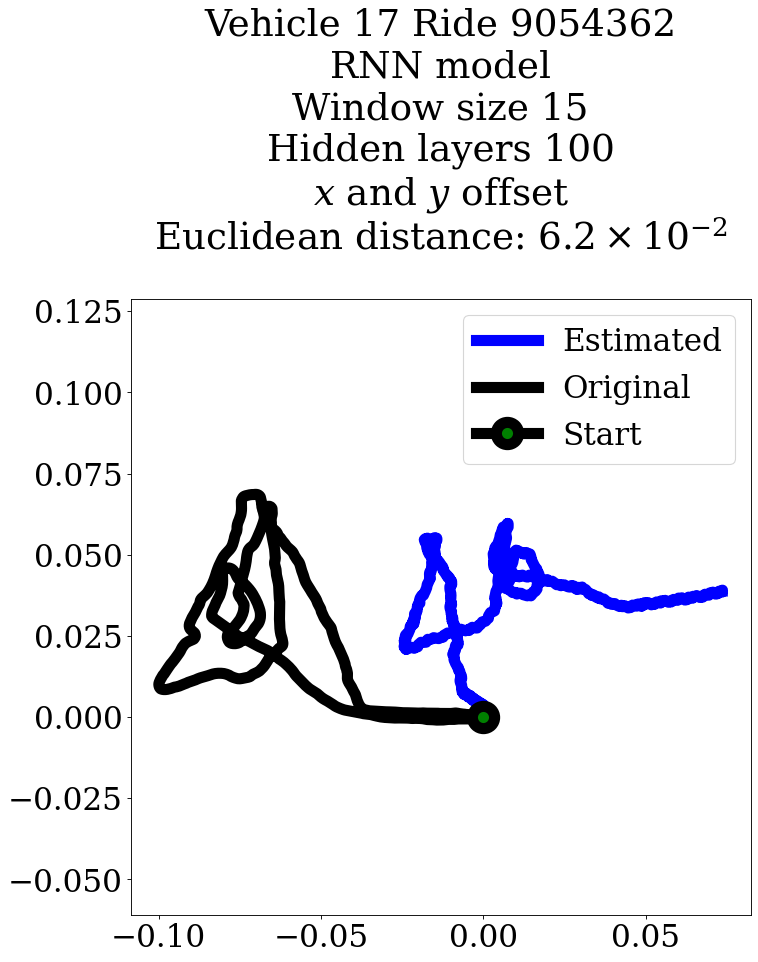 Vehicle 17 Ride 9054362
RNN model
Window size 15
Hidden layers 100
x and y offset
Euclidean distance: 6.2 × 10⁻²
0.125
0.100
0.075
0.050
0.025
0.000
−0.025
−0.050
Estimated
Original
Start
−0.10 −0.05 0.00 0.05